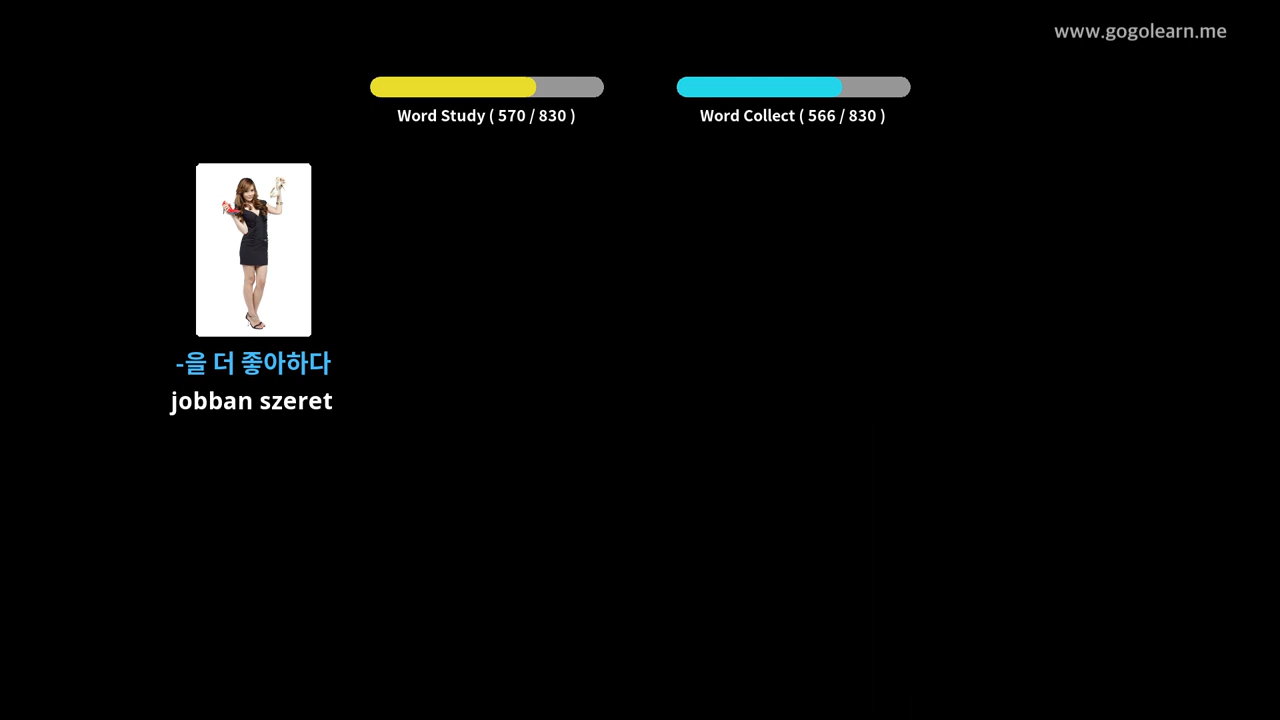 www.gogolearn.me
Word Study ( 570 / 830 )
Word Collect ( 566 / 830 )
-을 더 좋아하다
jobban szeret